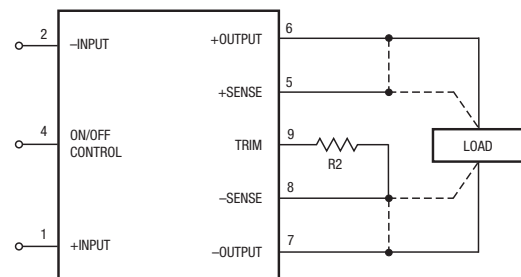 2
–INPUT
4
ON/OFF
CONTROL
1
+INPUT
+OUTPUT
6
+SENSE
5
TRIM
9
R2
–SENSE
8
–OUTPUT
7
LOAD